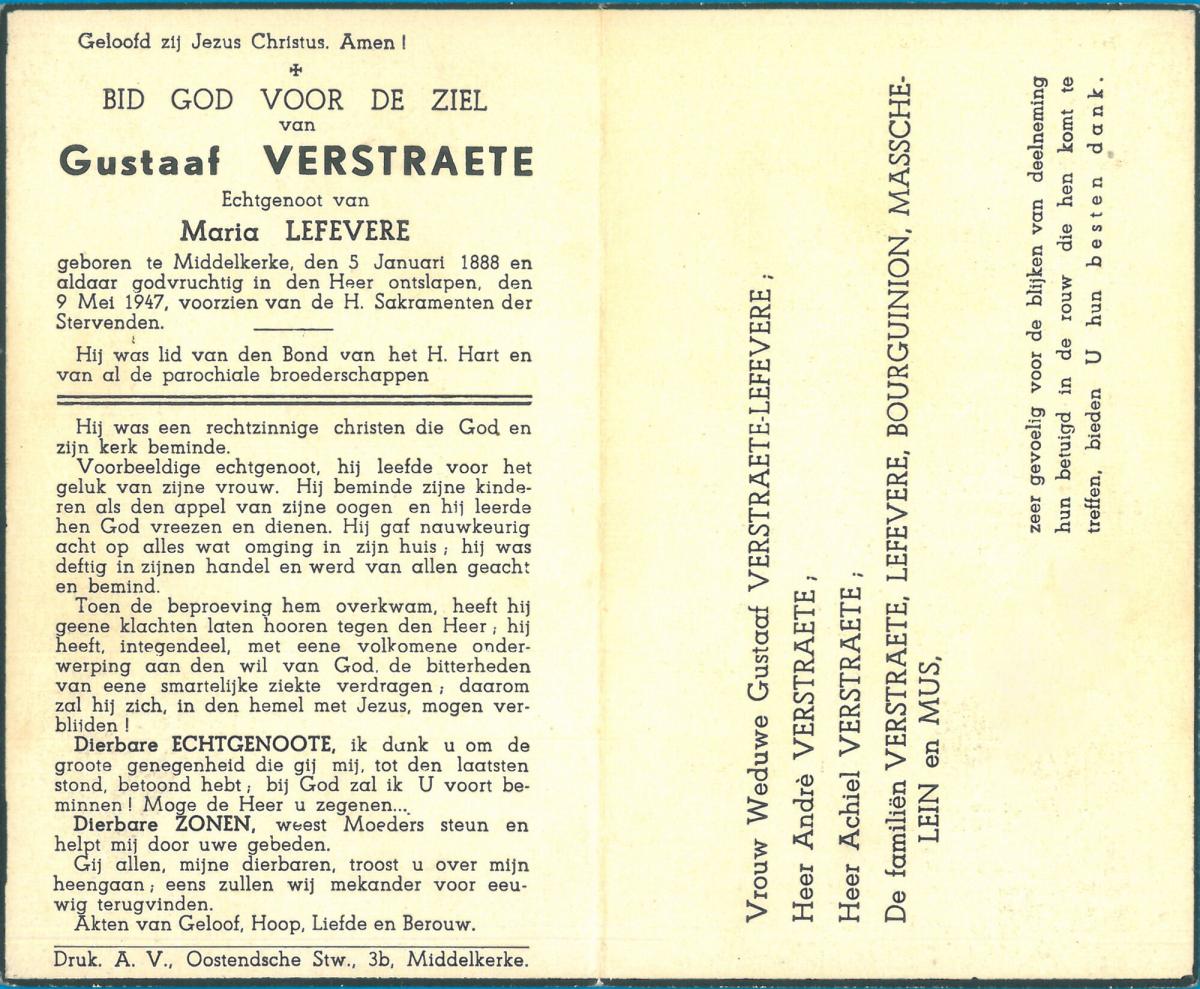 Geloofd zij Jezus Christus. Amen !
✠
BID GOD VOOR DE ZIEL
van
Gustaaf VERSTRAETE
Echtgenoot van
Maria LEFEVERE
geboren te Middelkerke, den 5 Januari 1888 en
aldaar godvruchtig in den Heer ontslapen, den
9 Mei 1947, voorzien van de H. Sakramenten der
Stervenden.
Hij was lid van den Bond van het H. Hart en
van al de parochiale broederschappen
Hij was een rechtzinnige christen die God en
zijn kerk beminde.
Voorbeeldige echtgenoot, hij leefde voor het
geluk van zijne vrouw. Hij beminde zijne kinde-
ren als den appel van zijne oogen en hij leerde
hen God vreezen en dienen. Hij gaf nauwkeurig
acht op alles wat omging in zijn huis ; hij was
deftig in zijnen handel en werd van allen geacht
en bemind.
Toen de beproeving hem overkwam, heeft hij
geene klachten laten hooren tegen den Heer ; hij
heeft, integendeel, met eene volkomene onder-
werping aan den wil van God, de bitterheden
van eene smartelijke ziekte verdragen ; daarom
zal hij zich, in den hemel met Jezus, mogen ver-
blijden !
Dierbare ECHTGENOOTE, ik dank u om de
groote genegenheid die gij mij, tot den laatsten
stond, betoond hebt ; bij God zal ik U voort be-
minnen ! Moge de Heer u zegenen...
Dierbare ZONEN, weest Moeders steun en
helpt mij door uwe gebeden.
Gij allen, mijne dierbaren, troost u over mijn
heengaan ; eens zullen wij mekander voor eeu-
wig terugvinden.
Akten van Geloof, Hoop, Liefde en Berouw.
Druk. A. V., Oostendsche Stw., 3b, Middelkerke.
Vrouw Weduwe Gustaaf VERSTRAETE-LEFEVERE ;
Heer Andrè VERSTRAETE ;
Heer Achiel VERSTRAETE ;
De familiën VERSTRAETE, LEFEVERE, BOURGUINION, MASSCHE-
LEIN en MUS,
zeer gevoelig voor de blijken van deelneming
hun betuigd in de rouw die hen komt te
treffen, bieden U hun besten dank.